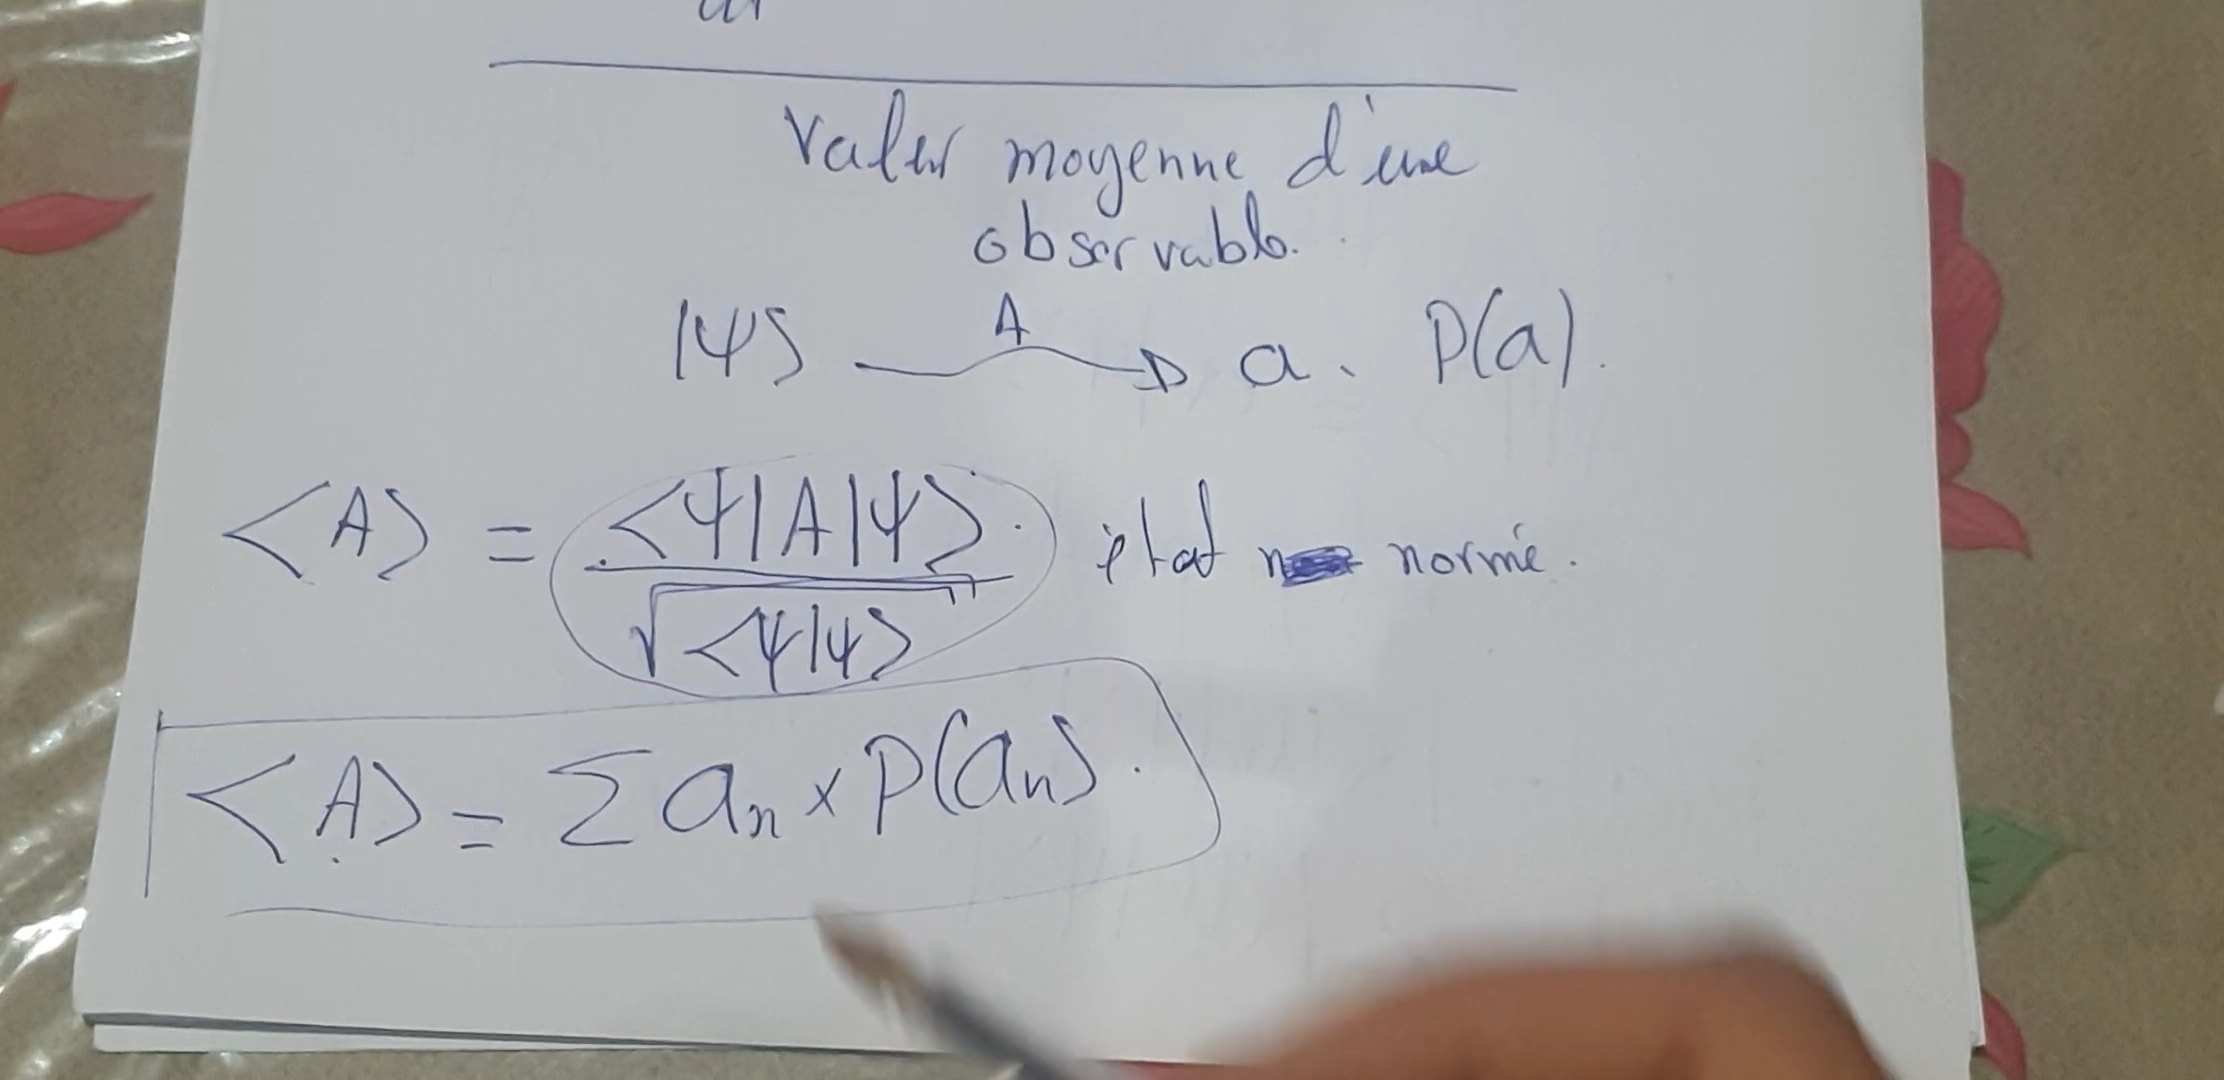 Valeur moyenne d'une
observable.
|ψ> —A→ a. P(a).
<A> = <ψ|A|ψ> / √<ψ|ψ> état normé.
<A> = Σ an × P(an).